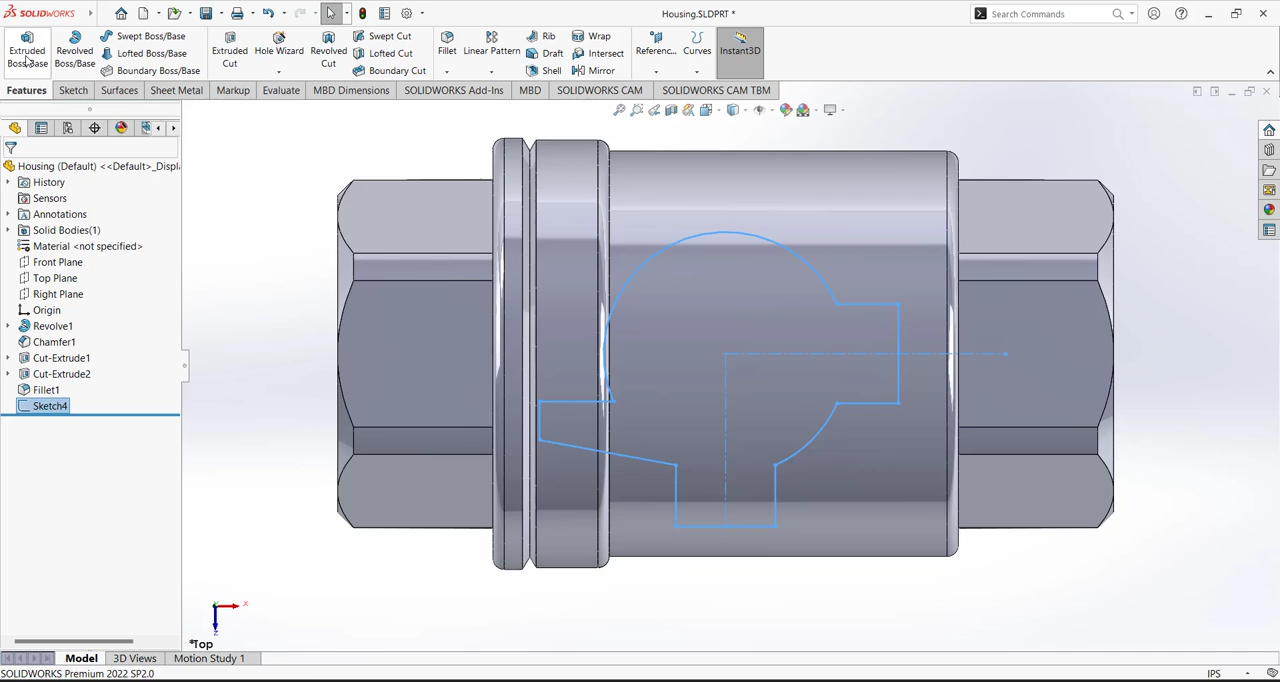 SOLIDWORKS
Housing.SLDPRT *
Search Commands
Extruded Boss/Base
Revolved Boss/Base
Swept Boss/Base
Lofted Boss/Base
Boundary Boss/Base
Extruded Cut
Hole Wizard
Revolved Cut
Swept Cut
Lofted Cut
Boundary Cut
Fillet
Linear Pattern
Rib
Draft
Shell
Wrap
Intersect
Mirror
Referenc...
Curves
Instant3D
Features
Sketch
Surfaces
Sheet Metal
Markup
Evaluate
MBD Dimensions
SOLIDWORKS Add-Ins
MBD
SOLIDWORKS CAM
SOLIDWORKS CAM TBM
Housing (Default) <<Default>_Displ
History
Sensors
Annotations
Solid Bodies(1)
Material <not specified>
Front Plane
Top Plane
Right Plane
Origin
Revolve1
Chamfer1
Cut-Extrude1
Cut-Extrude2
Fillet1
Sketch4
X
Z
*Top
Model
3D Views
Motion Study 1
SOLIDWORKS Premium 2022 SP2.0
IPS